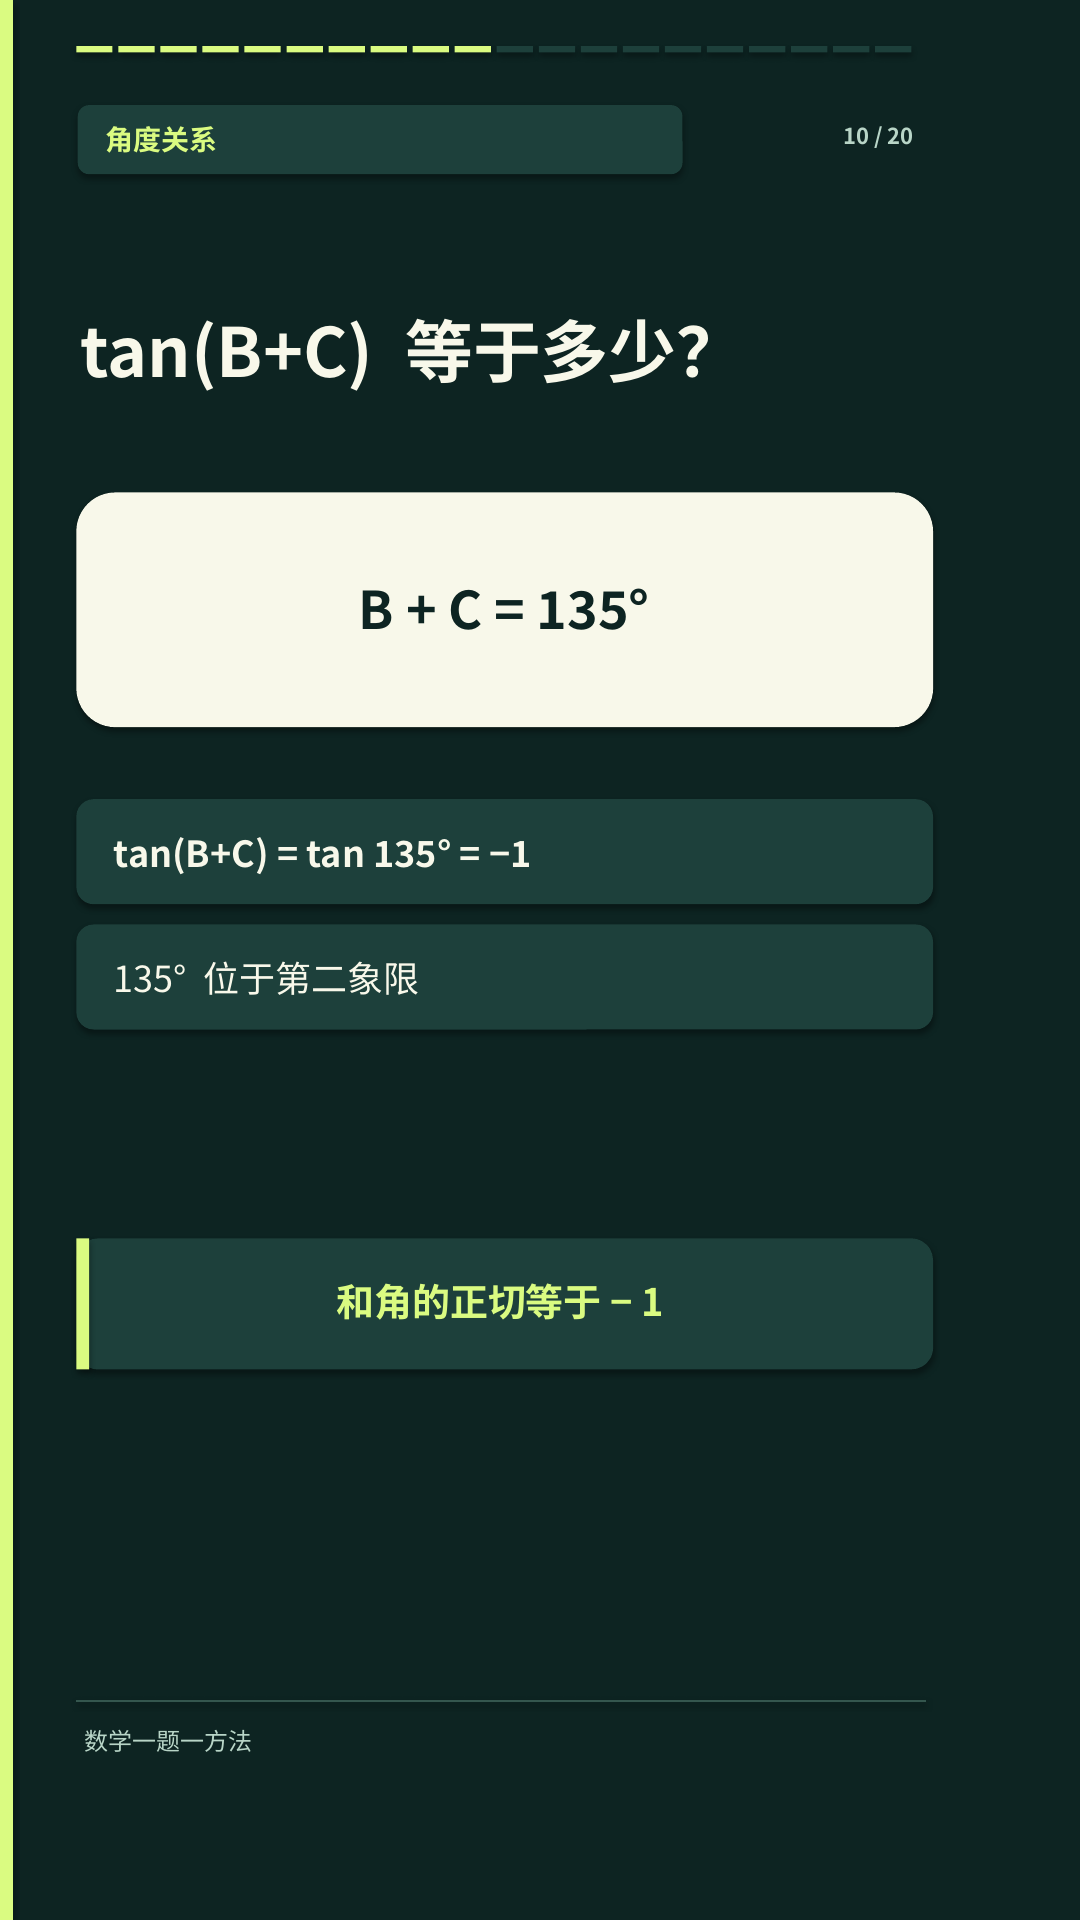 角度关系
10 / 20
tan(B+C) 等于多少?
B + C = 135°
tan(B+C) = tan 135° = −1
135° 位于第二象限
和角的正切等于 − 1
数学一题一方法